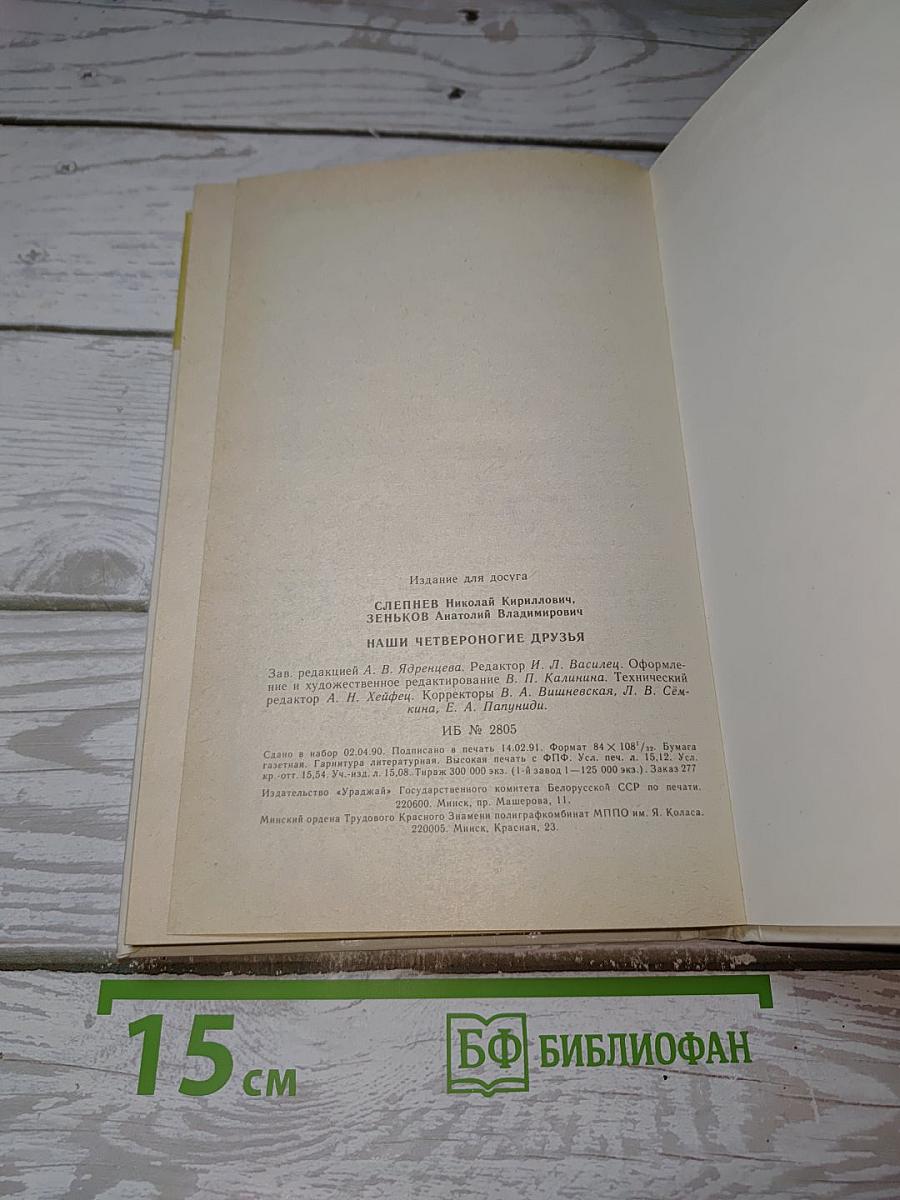 Издание для досуга
СЛЕПНЕВ Николай Кириллович,
ЗЕНЬКОВ Анатолий Владимирович
НАШИ ЧЕТВЕРОНОГИЕ ДРУЗЬЯ
Зав. редакцией А. В. Ядренцева. Редактор И. Л. Василец. Оформле-
ние и художественное редактирование В. П. Калинина. Технический
редактор А. Н. Хейфец. Корректоры В. А. Вишневская, Л. В. Сём-
кина, Е. А. Папуниди.
ИБ № 2805
Сдано в набор 02.04.90. Подписано в печать 14.02.91. Формат 84 × 108¹/₃₂. Бумага
газетная. Гарнитура литературная. Высокая печать с ФПФ. Усл. печ. л. 15,12. Усл.
кр.-отт. 15,54. Уч.-изд. л. 15,08. Тираж 300 000 экз. (1-й завод 1—125 000 экз.). Заказ 277
Издательство «Ураджай» Государственного комитета Белорусской ССР по печати.
220600. Минск, пр. Машерова, 11.
Минский ордена Трудового Красного Знамени полиграфкомбинат МППО им. Я. Коласа.
220005. Минск, Красная, 23.
15 см
БФ БИБЛИОФАН